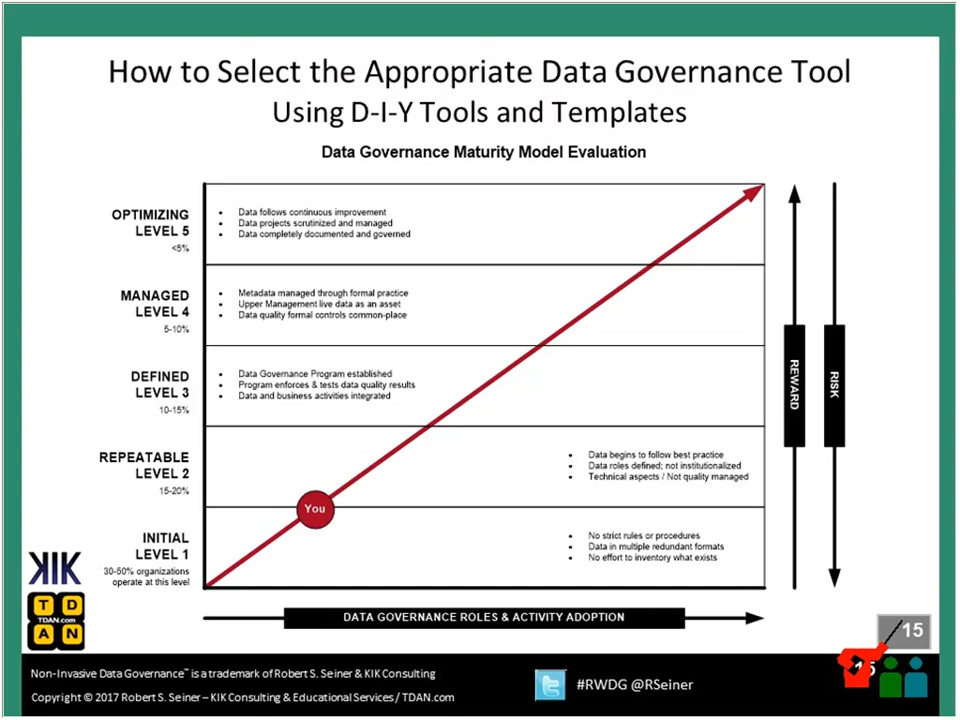 How to Select the Appropriate Data Governance Tool
Using D-I-Y Tools and Templates
Data Governance Maturity Model Evaluation
OPTIMIZING
LEVEL 5
<5%
• Data follows continuous improvement
• Data projects scrutinized and managed
• Data completely documented and governed
MANAGED
LEVEL 4
5-10%
• Metadata managed through formal practice
• Upper Management live data as an asset
• Data quality formal controls common-place
DEFINED
LEVEL 3
10-15%
• Data Governance Program established
• Program enforces & tests data quality results
• Data and business activities integrated
REPEATABLE
LEVEL 2
15-20%
• Data begins to follow best practice
• Data roles defined; not institutionalized
• Technical aspects / Not quality managed
You
INITIAL
LEVEL 1
30-50% organizations
operate at this level
• No strict rules or procedures
• Data in multiple redundant formats
• No effort to inventory what exists
REWARD
RISK
DATA GOVERNANCE ROLES & ACTIVITY ADOPTION
KIK
T D
TDAN.com
A N
15
15
Non-Invasive Data Governance™ is a trademark of Robert S. Seiner & KIK Consulting
Copyright © 2017 Robert S. Seiner – KIK Consulting & Educational Services / TDAN.com
#RWDG @RSeiner